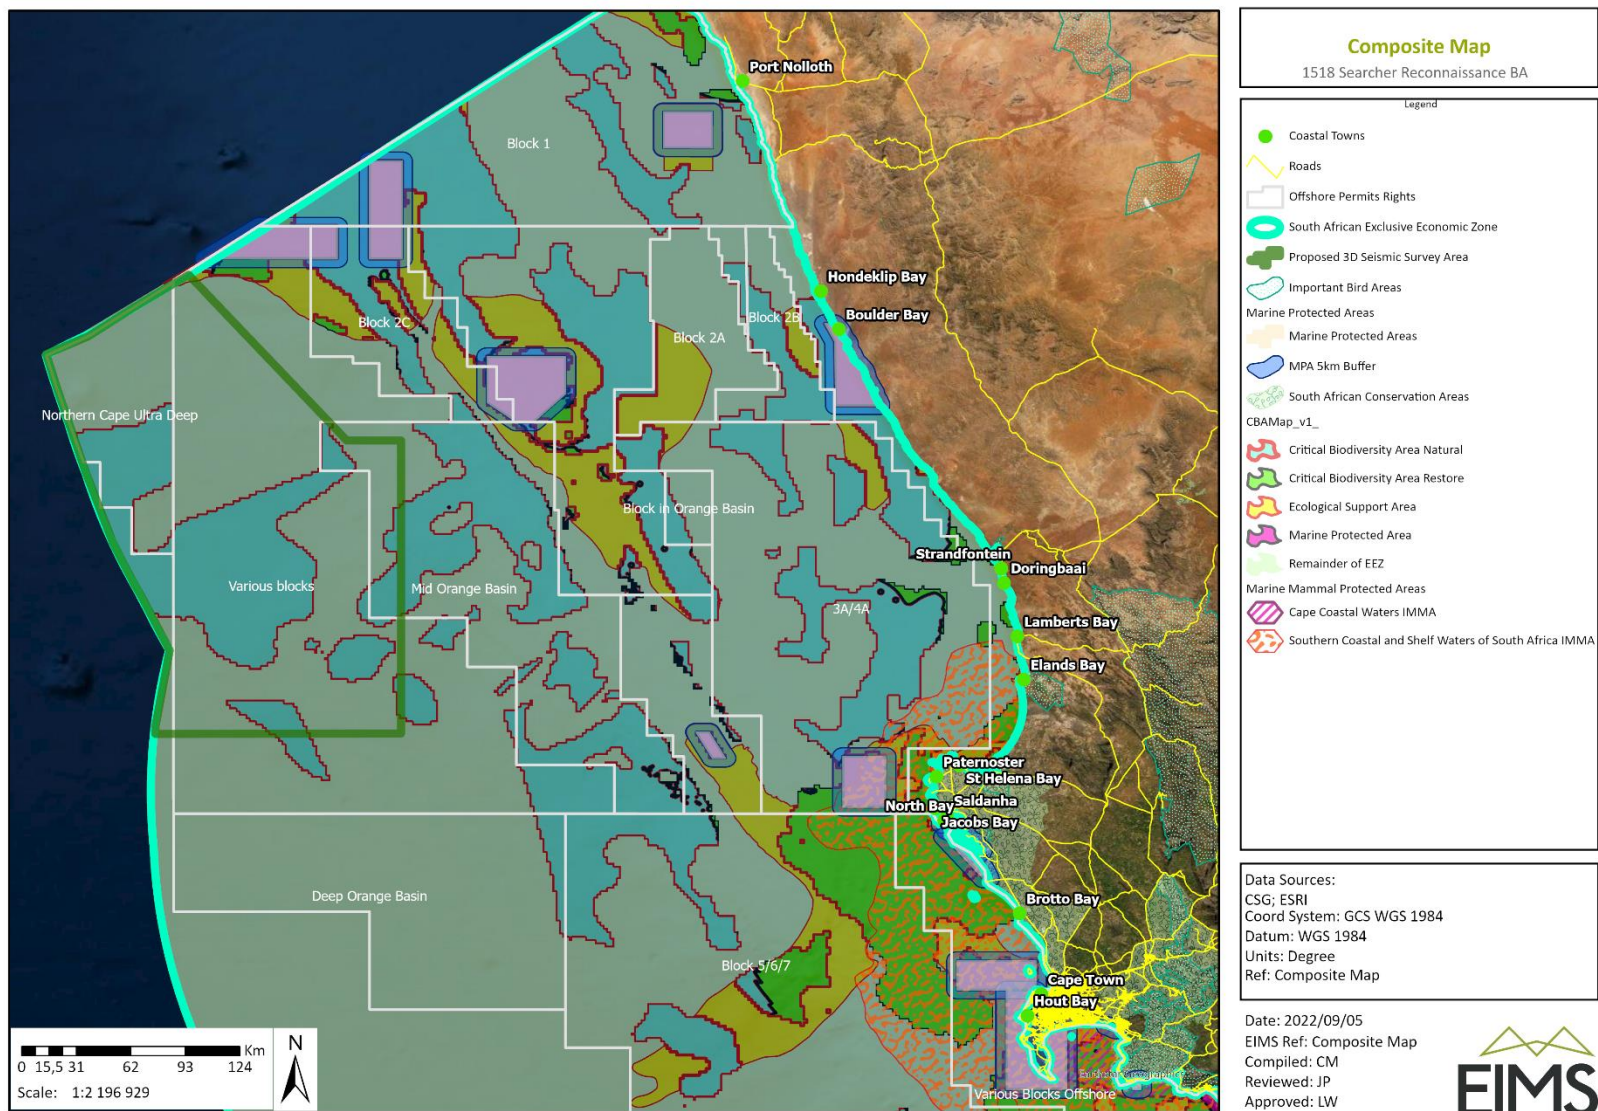 Port Nolloth
Block 1
Hondeklip Bay
Block 2B
Block 2C
Boulder Bay
Block 2A
Northern Cape Ultra Deep
Block in Orange Basin
Strandfontein
Doringbaai
Various blocks
Mid Orange Basin
3A/4A
Lamberts Bay
Elands Bay
Paternoster
St Helena Bay
North Bay
Saldanha
Jacobs Bay
Deep Orange Basin
Brotto Bay
Block 5/6/7
Cape Town
Hout Bay
Various Blocks Offshore
Km
0 15,5 31 62 93 124
Scale: 1:2 196 929
N
Composite Map
1518 Searcher Reconnaissance BA
Legend
Coastal Towns
Roads
Offshore Permits Rights
South African Exclusive Economic Zone
Proposed 3D Seismic Survey Area
Important Bird Areas
Marine Protected Areas
Marine Protected Areas
MPA 5km Buffer
South African Conservation Areas
CBAMap_v1_
Critical Biodiversity Area Natural
Critical Biodiversity Area Restore
Ecological Support Area
Marine Protected Area
Remainder of EEZ
Marine Mammal Protected Areas
Cape Coastal Waters IMMA
Southern Coastal and Shelf Waters of South Africa IMMA
Data Sources:
CSG; ESRI
Coord System: GCS WGS 1984
Datum: WGS 1984
Units: Degree
Ref: Composite Map
Date: 2022/09/05
EIMS Ref: Composite Map
Compiled: CM
Reviewed: JP
Approved: LW
EIMS